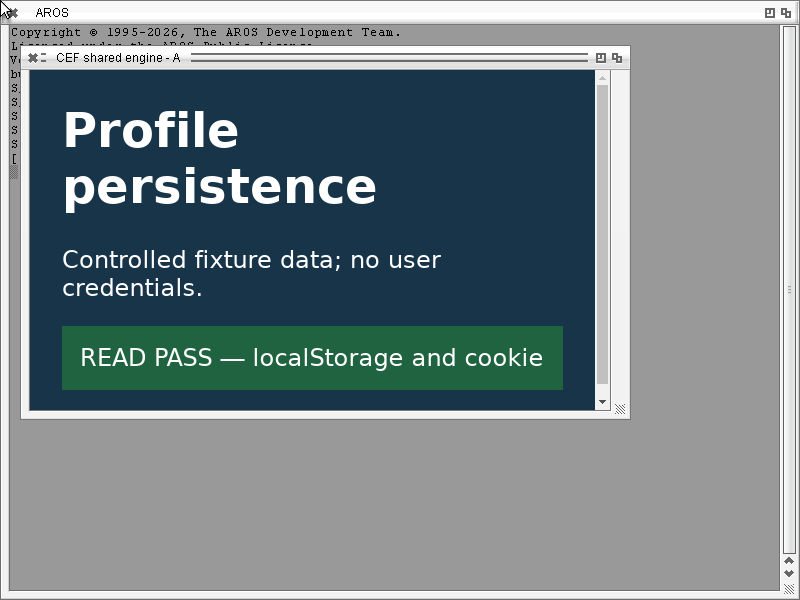 AROS
Copyright © 1995-2026, The AROS Development Team.
CEF shared engine - A
Profile
persistence
Controlled fixture data; no user
credentials.
READ PASS — localStorage and cookie